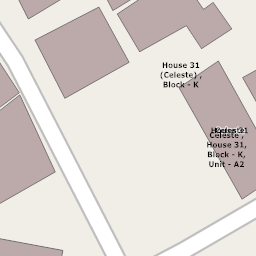 House 31
(Celeste) ,
Block - K
Celeste ,
House 31,
Block - K,
Unit - A2